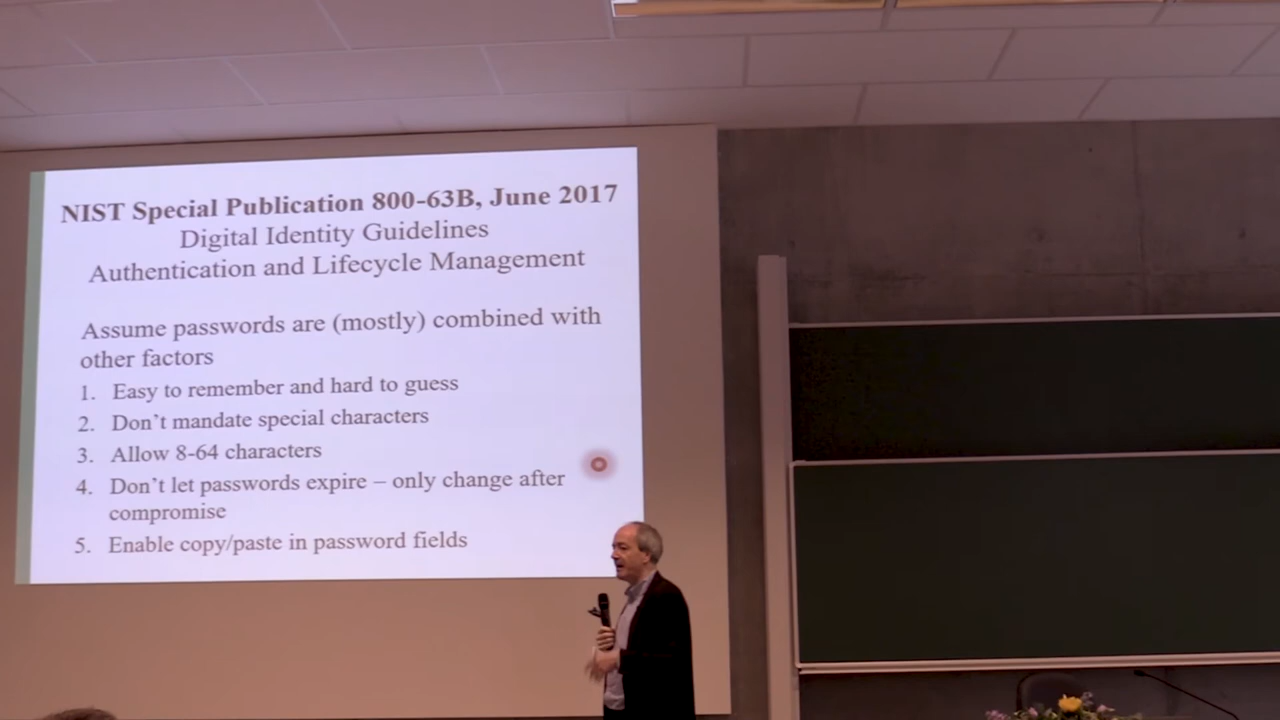 NIST Special Publication 800-63B, June 2017
Digital Identity Guidelines
Authentication and Lifecycle Management
Assume passwords are (mostly) combined with
other factors
1. Easy to remember and hard to guess
2. Don't mandate special characters
3. Allow 8-64 characters
4. Don't let passwords expire – only change after
compromise
5. Enable copy/paste in password fields